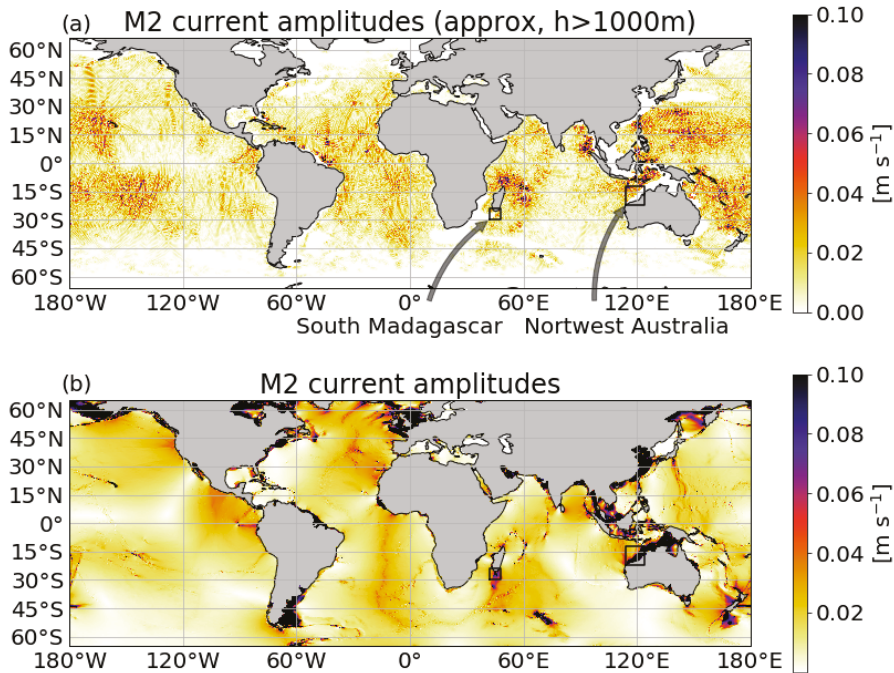 (a) M2 current amplitudes (approx, h>1000m)
60°N
45°N
30°N
15°N
0°
15°S
30°S
45°S
60°S
180°W 120°W 60°W 0° 60°E 120°E 180°E
South Madagascar Nortwest Australia
0.10
0.08
0.06
0.04
0.02
0.00
[m s⁻¹]
(b) M2 current amplitudes
60°N
45°N
30°N
15°N
0°
15°S
30°S
45°S
60°S
180°W 120°W 60°W 0° 60°E 120°E 180°E
0.10
0.08
0.06
0.04
0.02
[m s⁻¹]